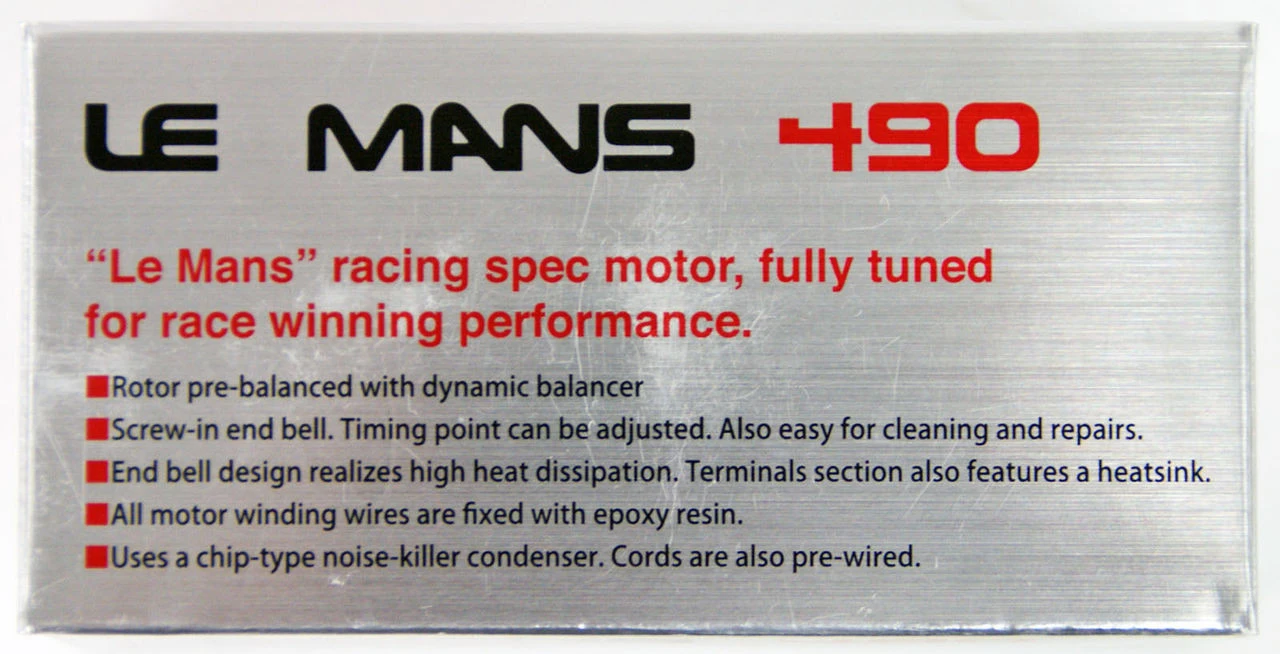 LE MANS 490
“Le Mans” racing spec motor, fully tuned
for race winning performance.
■Rotor pre-balanced with dynamic balancer
■Screw-in end bell. Timing point can be adjusted. Also easy for cleaning and repairs.
■End bell design realizes high heat dissipation. Terminals section also features a heatsink.
■All motor winding wires are fixed with epoxy resin.
■Uses a chip-type noise-killer condenser. Cords are also pre-wired.